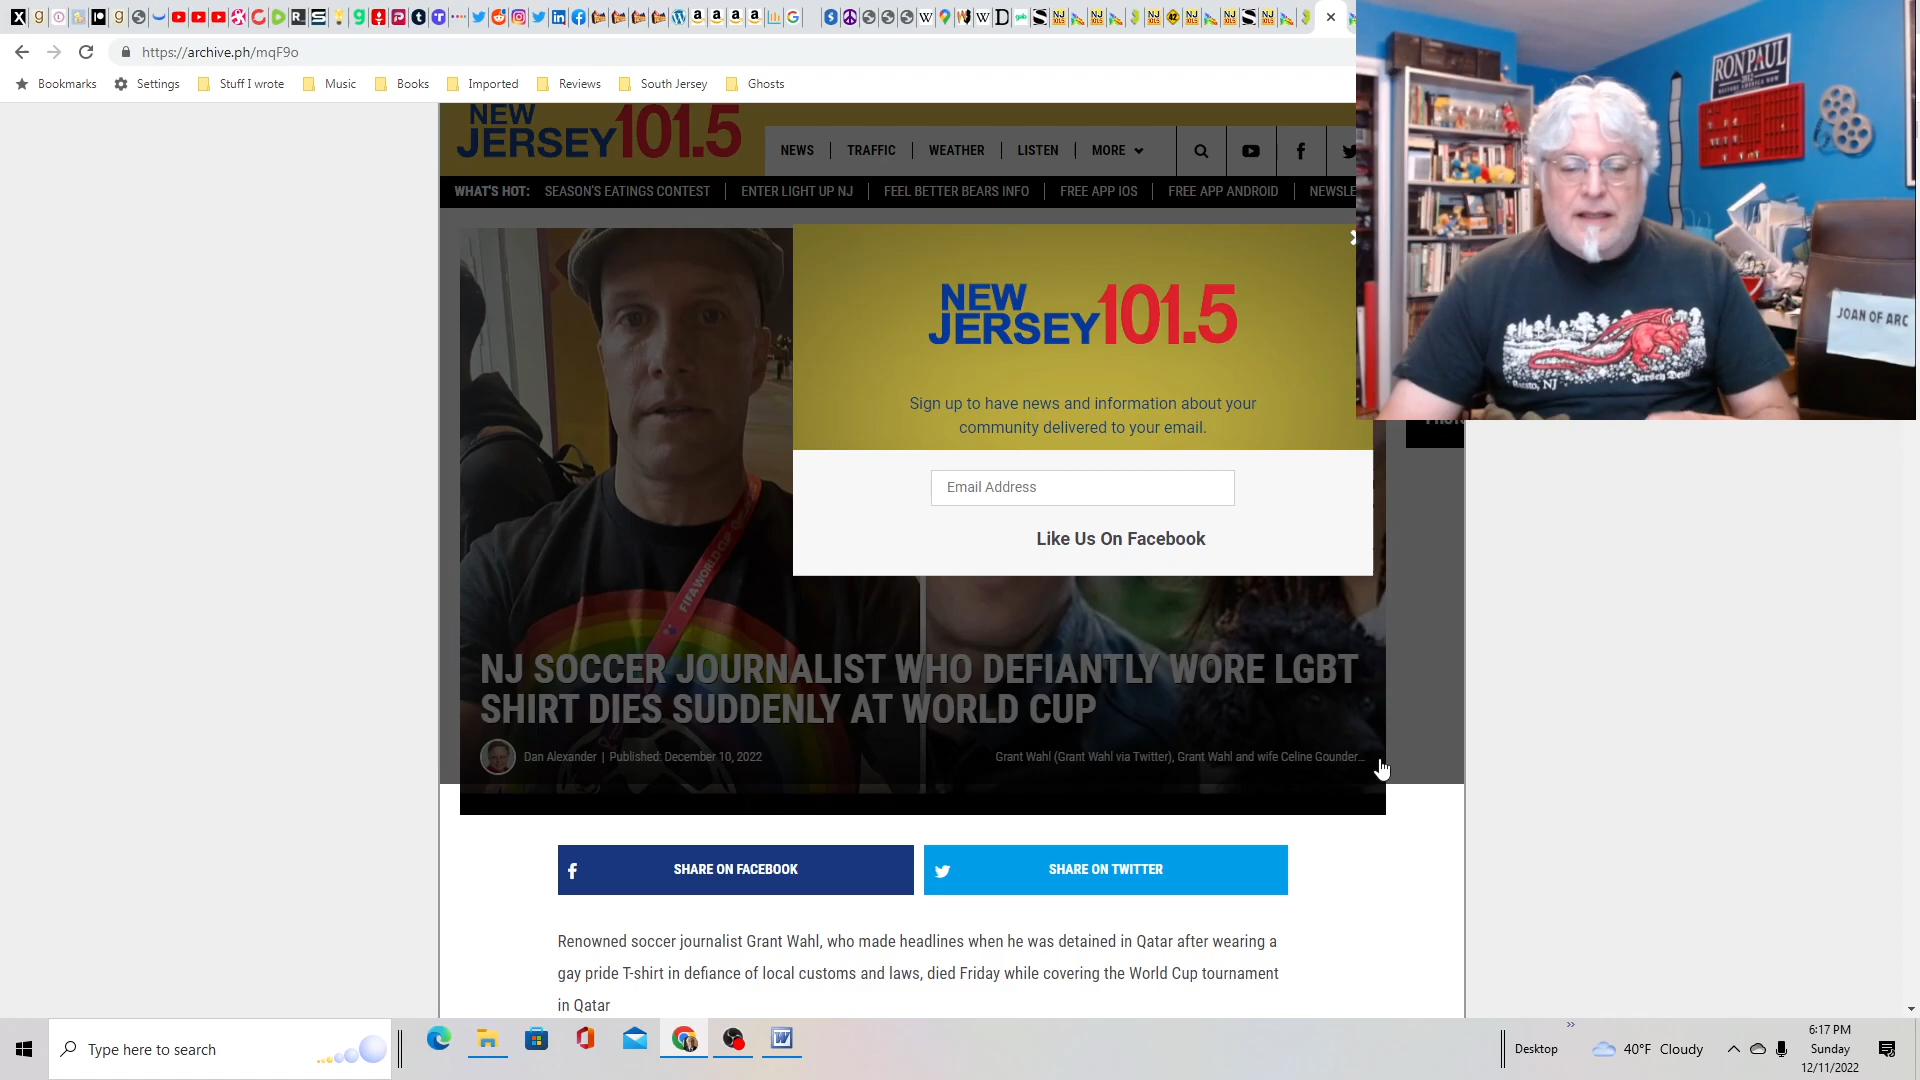 https://archive.ph/mqF9o
Bookmarks Settings Stuff I wrote Music Books Imported Reviews South Jersey Ghosts
NEW JERSEY 101.5
NEWS TRAFFIC WEATHER LISTEN MORE
WHAT'S HOT: SEASON'S EATINGS CONTEST ENTER LIGHT UP NJ FEEL BETTER BEARS INFO FREE APP IOS FREE APP ANDROID NEWSLE
RON PAUL
2012
JOAN OF ARC
NJ
Jersey Devil
NEW
JERSEY 101.5
Sign up to have news and information about your
community delivered to your email.
Email Address
Like Us On Facebook
FIFA WORLD CUP
NJ SOCCER JOURNALIST WHO DEFIANTLY WORE LGBT
SHIRT DIES SUDDENLY AT WORLD CUP
Dan Alexander | Published: December 10, 2022
Grant Wahl (Grant Wahl via Twitter), Grant Wahl and wife Celine Gounder...
SHARE ON FACEBOOK
SHARE ON TWITTER
Renowned soccer journalist Grant Wahl, who made headlines when he was detained in Qatar after wearing a
gay pride T-shirt in defiance of local customs and laws, died Friday while covering the World Cup tournament
in Qatar
Type here to search
Desktop
40°F Cloudy
6:17 PM
Sunday
12/11/2022